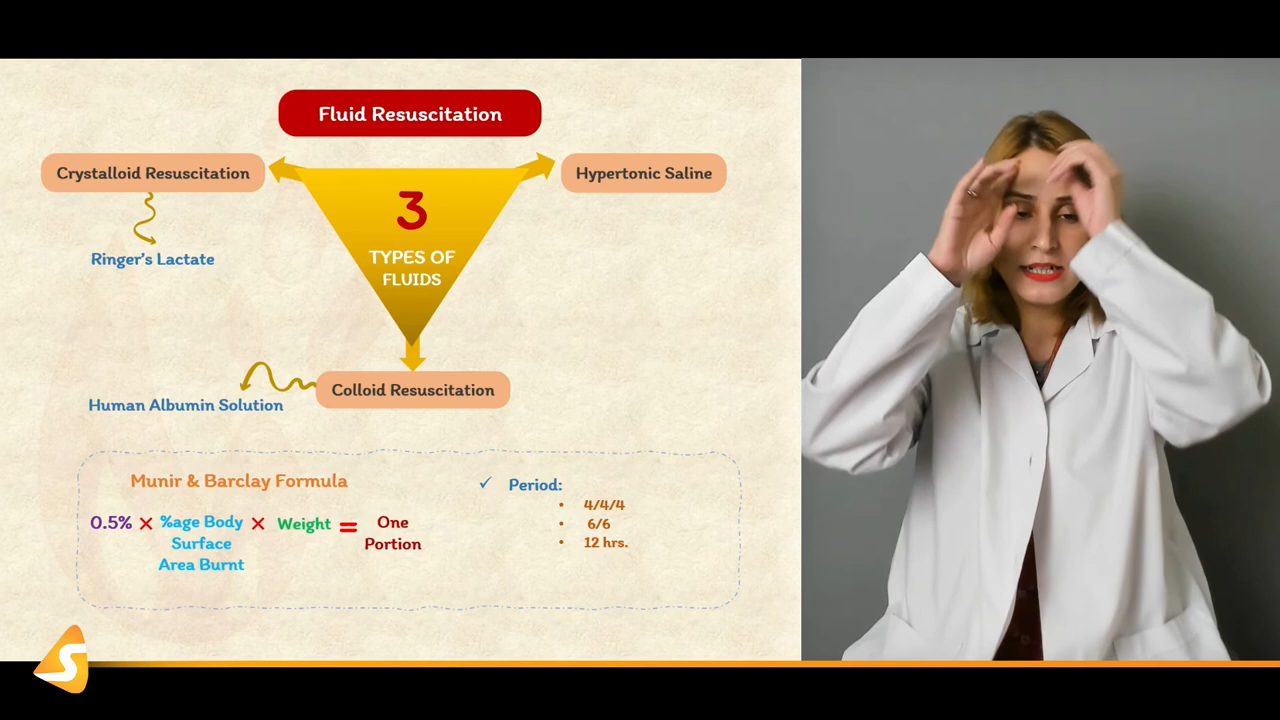 Fluid Resuscitation
Crystalloid Resuscitation
Hypertonic Saline
3
TYPES OF
FLUIDS
Ringer's Lactate
Colloid Resuscitation
Human Albumin Solution
Munir & Barclay Formula
0.5% × %age Body × Weight = One
Surface Portion
Area Burnt
✓ Period:
• 4/4/4
• 6/6
• 12 hrs.
S